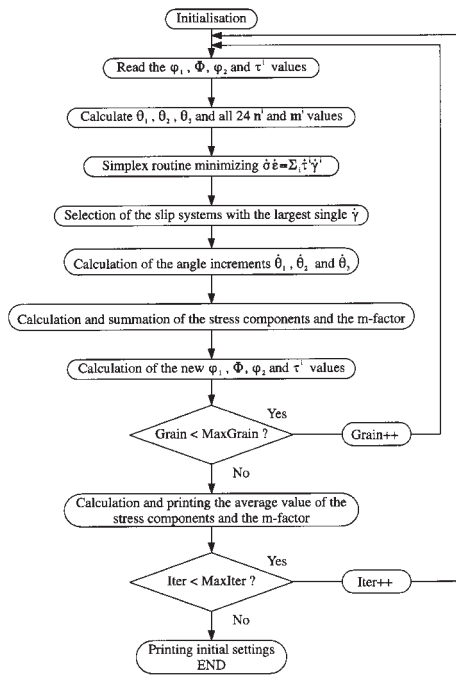 Initialisation
Read the φ₁ , Φ, φ₂ and τⁱ values
Calculate θ₁ , θ₂ , θ₃ and all 24 nⁱ and mⁱ values
Simplex routine minimizing σ̇ε̇=Σᵢτ̇ⁱγ̇ⁱ
Selection of the slip systems with the largest single γ̇
Calculation of the angle increments θ̇₁ , θ̇₂ and θ̇₃
Calculation and summation of the stress components and the m-factor
Calculation of the new φ₁ , Φ, φ₂ and τⁱ values
Yes
Grain < MaxGrain ?
Grain++
No
Calculation and printing the average value of the
stress components and the m-factor
Yes
Iter < MaxIter ?
Iter++
No
Printing initial settings
END